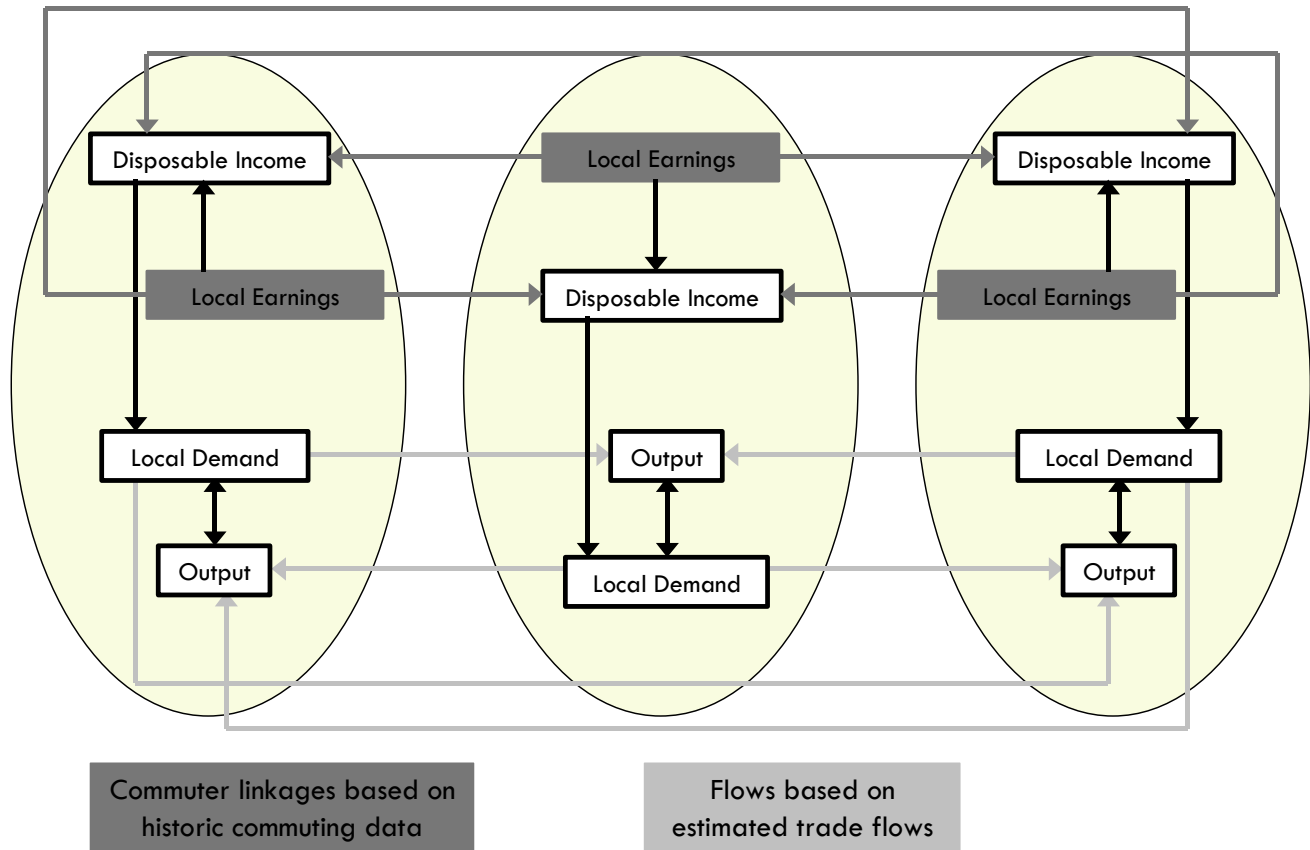 Disposable Income
Local Earnings
Disposable Income
Local Earnings
Disposable Income
Local Earnings
Local Demand
Output
Local Demand
Output
Local Demand
Output
Commuter linkages based on
historic commuting data
Flows based on
estimated trade flows